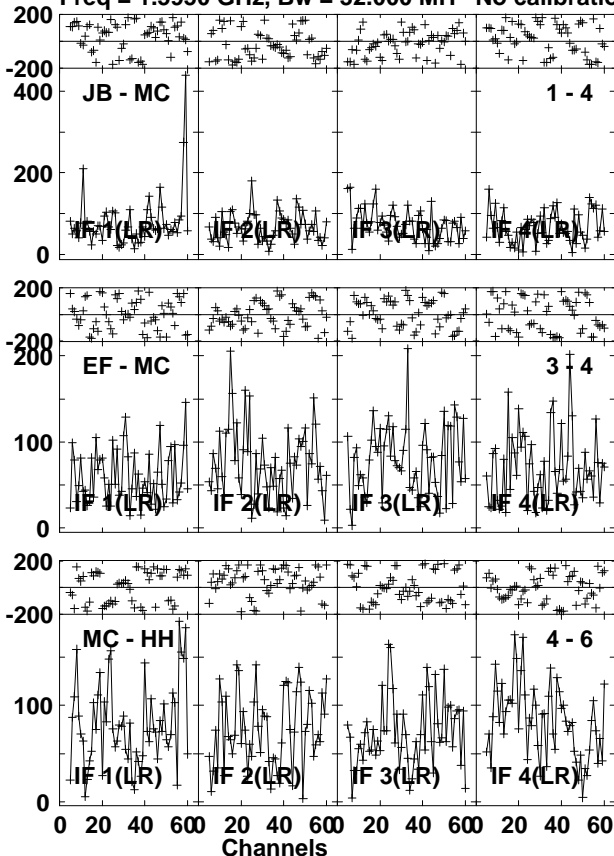 Freq = 1.5950 GHz, Bw = 32.000 MH No calibratio
200
-200
400
200
0
JB - MC
1 - 4
IF 1(LR)
IF 2(LR)
IF 3(LR)
IF 4(LR)
200
-200
200
100
0
EF - MC
3 - 4
IF 1(LR)
IF 2(LR)
IF 3(LR)
IF 4(LR)
200
-200
100
0
MC - HH
4 - 6
IF 1(LR)
IF 2(LR)
IF 3(LR)
IF 4(LR)
0 20 40 60 0 20 40 60 0 20 40 60 0 20 40 60
Channels